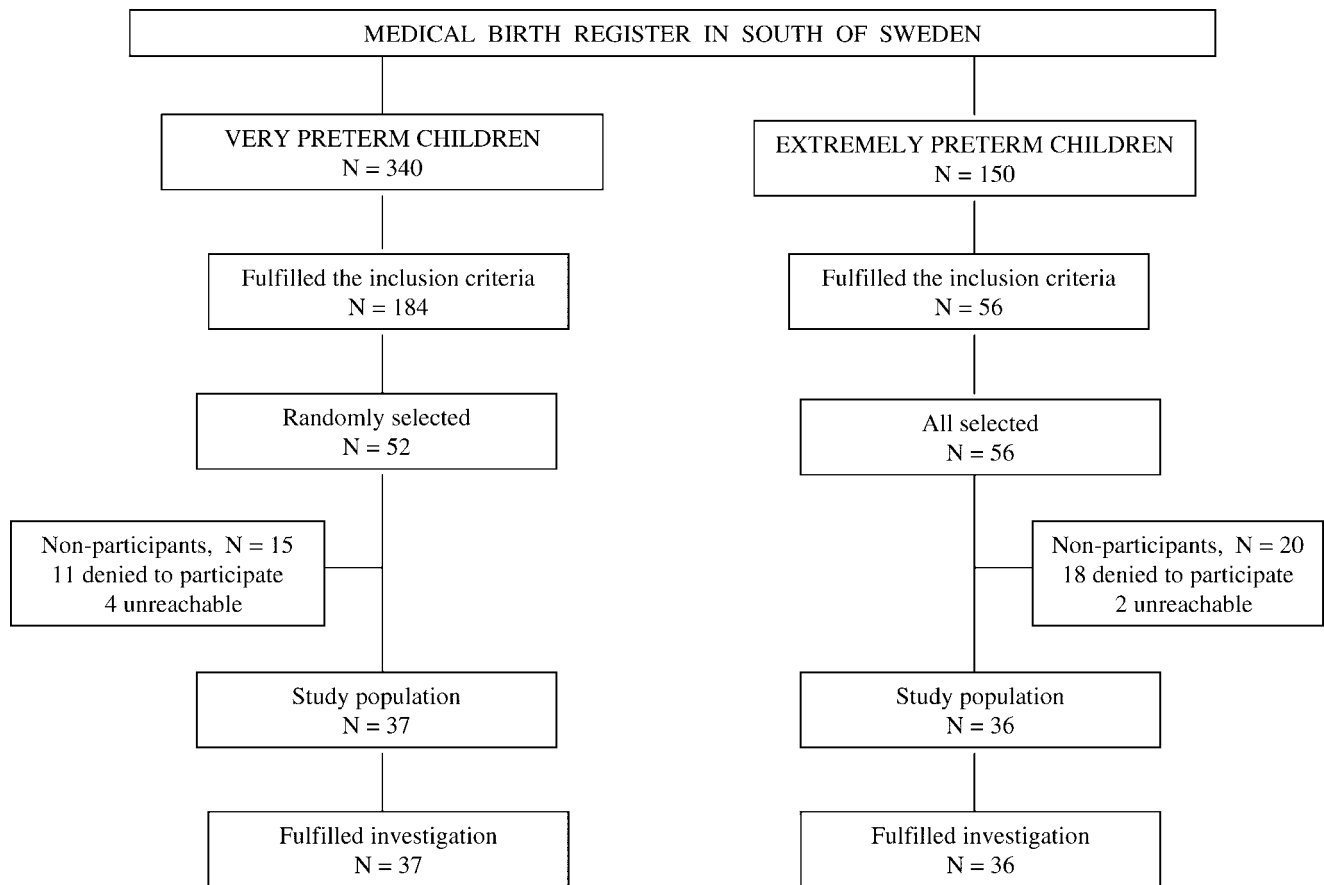 MEDICAL BIRTH REGISTER IN SOUTH OF SWEDEN
VERY PRETERM CHILDREN
N = 340
EXTREMELY PRETERM CHILDREN
N = 150
Fulfilled the inclusion criteria
N = 184
Fulfilled the inclusion criteria
N = 56
Randomly selected
N = 52
All selected
N = 56
Non-participants, N = 15
11 denied to participate
4 unreachable
Non-participants, N = 20
18 denied to participate
2 unreachable
Study population
N = 37
Study population
N = 36
Fulfilled investigation
N = 37
Fulfilled investigation
N = 36